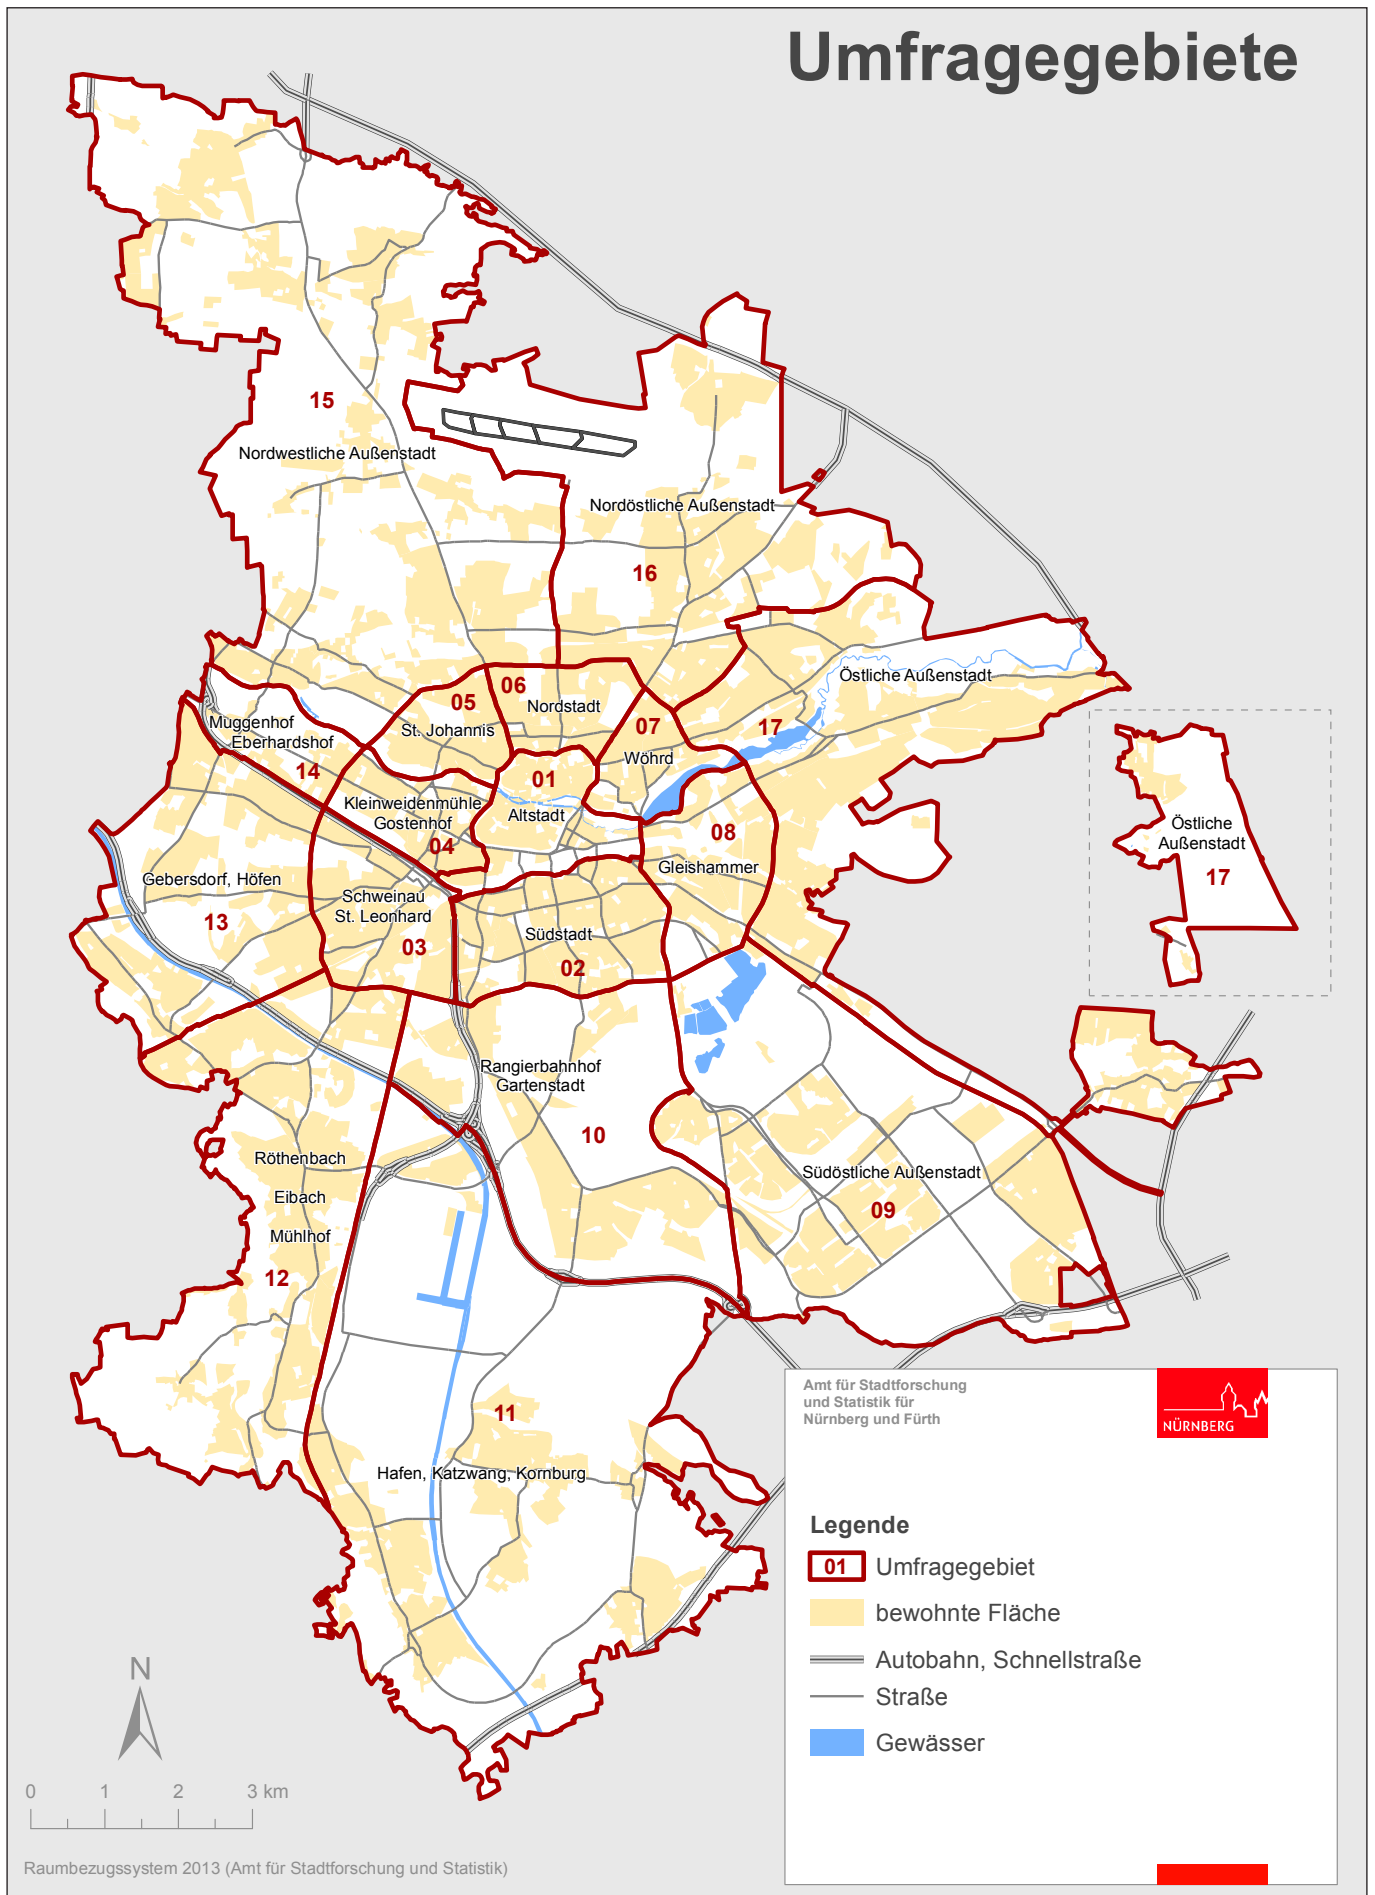 Umfragegebiete
15
Nordwestliche Außenstadt
Nordöstliche Außenstadt
16
Östliche Außenstadt
17
05
St. Johannis
06
Nordstadt
07
Wöhrd
Muggenhof
Eberhardshof
14
01
Altstadt
Kleinweidenmühle
Gostenhof
04
08
Gleishammer
Östliche
Außenstadt
17
Gebersdorf, Höfen
13
Schweinau
St. Leonhard
03
Südstadt
02
Rangierbahnhof
Gartenstadt
10
Südöstliche Außenstadt
09
Röthenbach
Eibach
Mühlhof
12
11
Hafen, Katzwang, Kornburg
Amt für Stadtforschung
und Statistik für
Nürnberg und Fürth
NÜRNBERG
Legende
01 Umfragegebiet
bewohnte Fläche
Autobahn, Schnellstraße
Straße
Gewässer
N
0 1 2 3 km
Raumbezugssystem 2013 (Amt für Stadtforschung und Statistik)